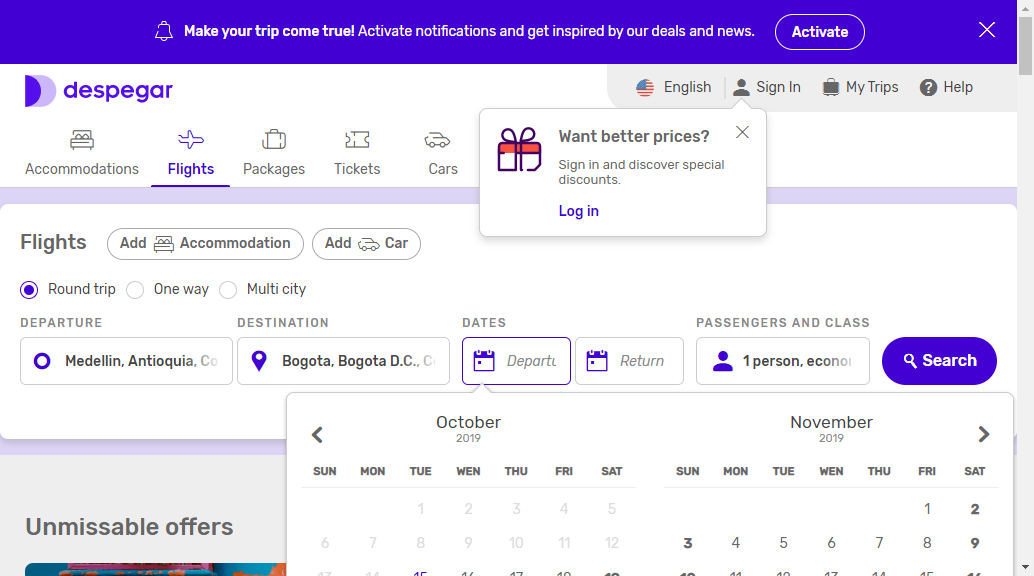 Make your trip come true! Activate notifications and get inspired by our deals and news.
Activate
despegar
English
Sign In
My Trips
Help
Accommodations
Flights
Packages
Tickets
Cars
Want better prices?
Sign in and discover special
discounts.
Log in
Flights
Add Accommodation
Add Car
Round trip
One way
Multi city
DEPARTURE
DESTINATION
DATES
PASSENGERS AND CLASS
Medellin, Antioquia, Co
Bogota, Bogota D.C., C
Departu
Return
1 person, econo
Search
October
2019
November
2019
SUN MON TUE WEN THU FRI SAT
SUN MON TUE WEN THU FRI SAT
1 2 3 4 5
1 2
6 7 8 9 10 11 12
3 4 5 6 7 8 9
13 14 15 16 17 18 19
10 11 12 13 14 15 16
Unmissable offers